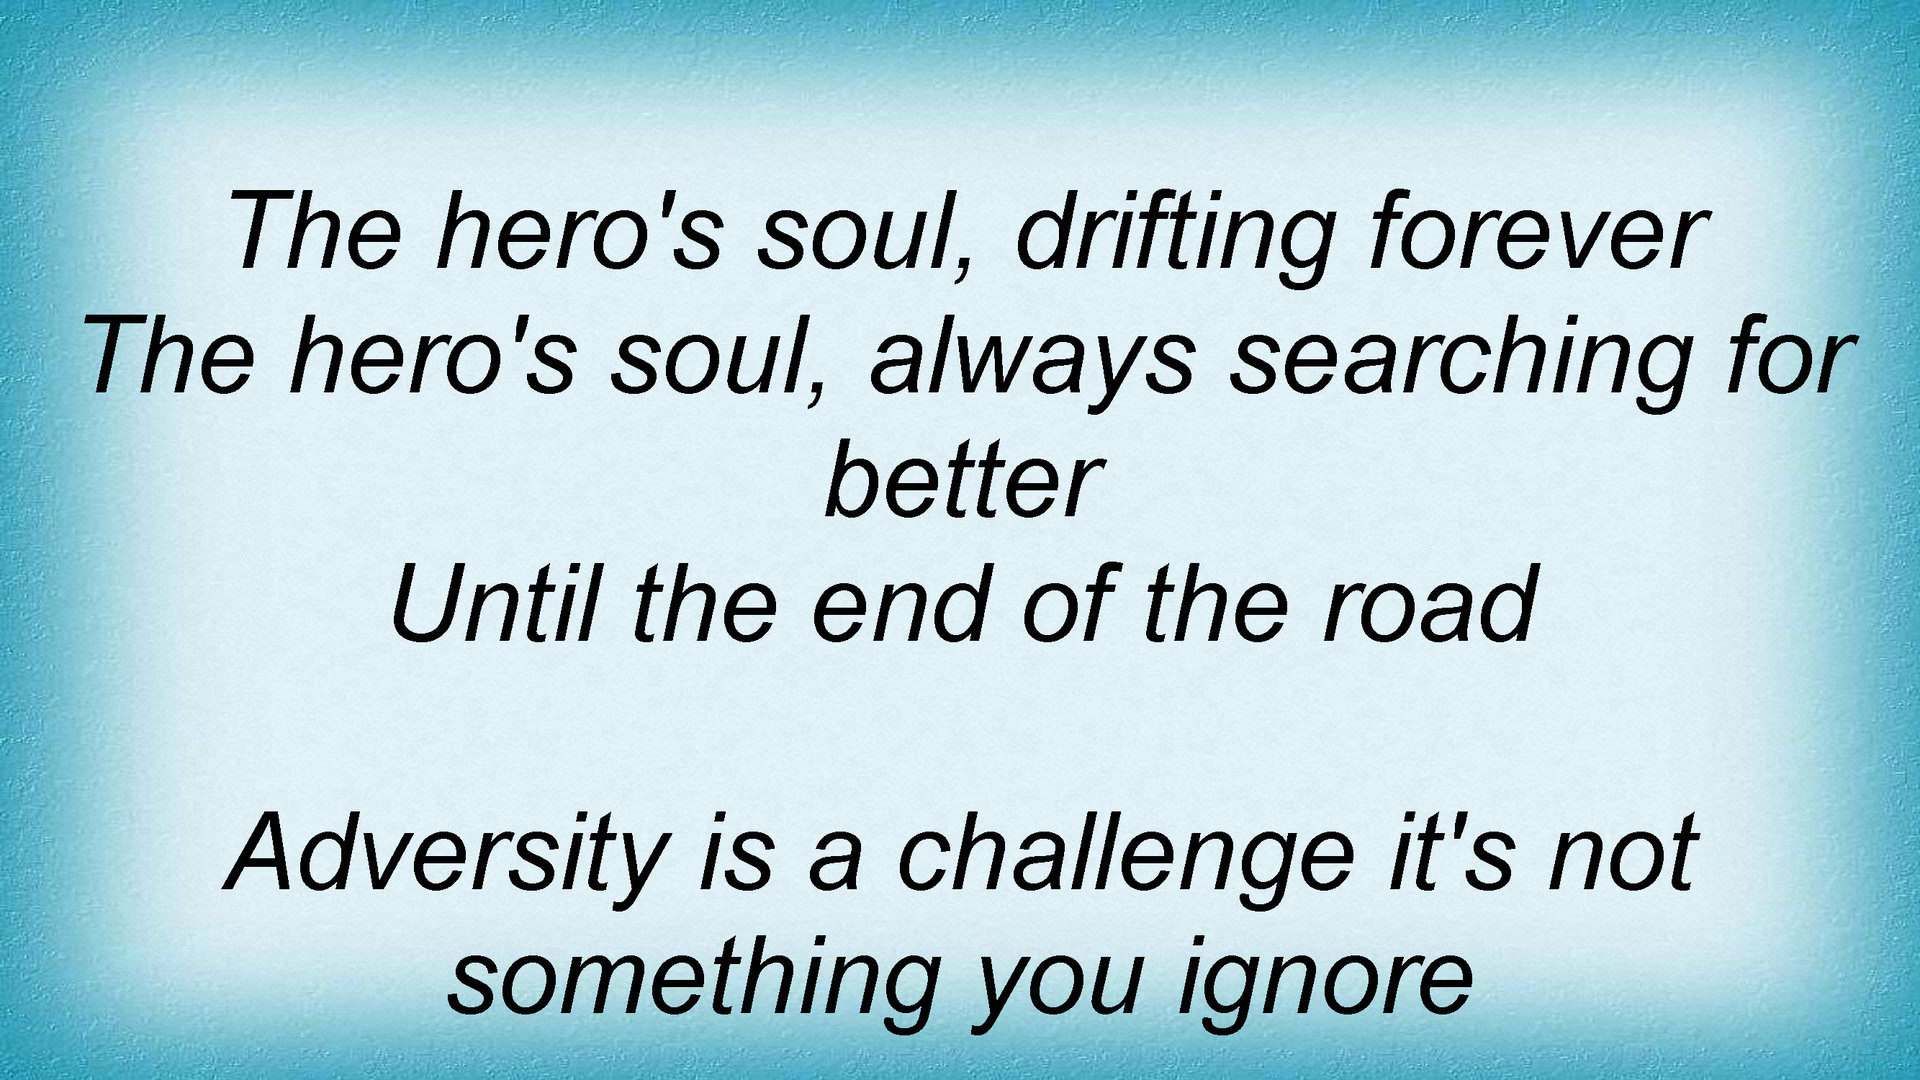 The hero's soul, drifting forever
The hero's soul, always searching for
better
Until the end of the road
Adversity is a challenge it's not
something you ignore